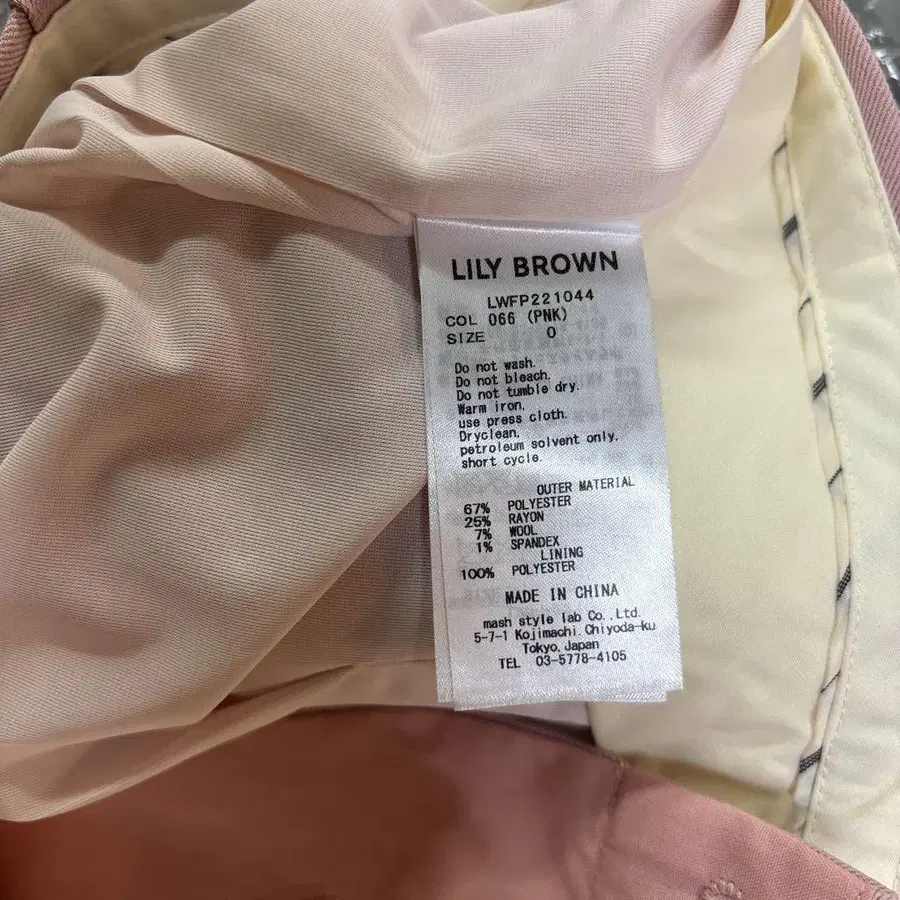 LILY BROWN
LWFP221044
COL 066 (PNK)
SIZE 0
Do not wash.
Do not bleach.
Do not tumble dry.
Warm iron.
use press cloth.
Dryclean.
petroleum solvent only.
short cycle.
OUTER MATERIAL
67% POLYESTER
25% RAYON
7% WOOL
1% SPANDEX
LINING
100% POLYESTER
MADE IN CHINA
mash style lab Co.,Ltd.
5-7-1 Kojimachi.Chiyoda-ku
Tokyo,Japan
TEL 03-5778-4105